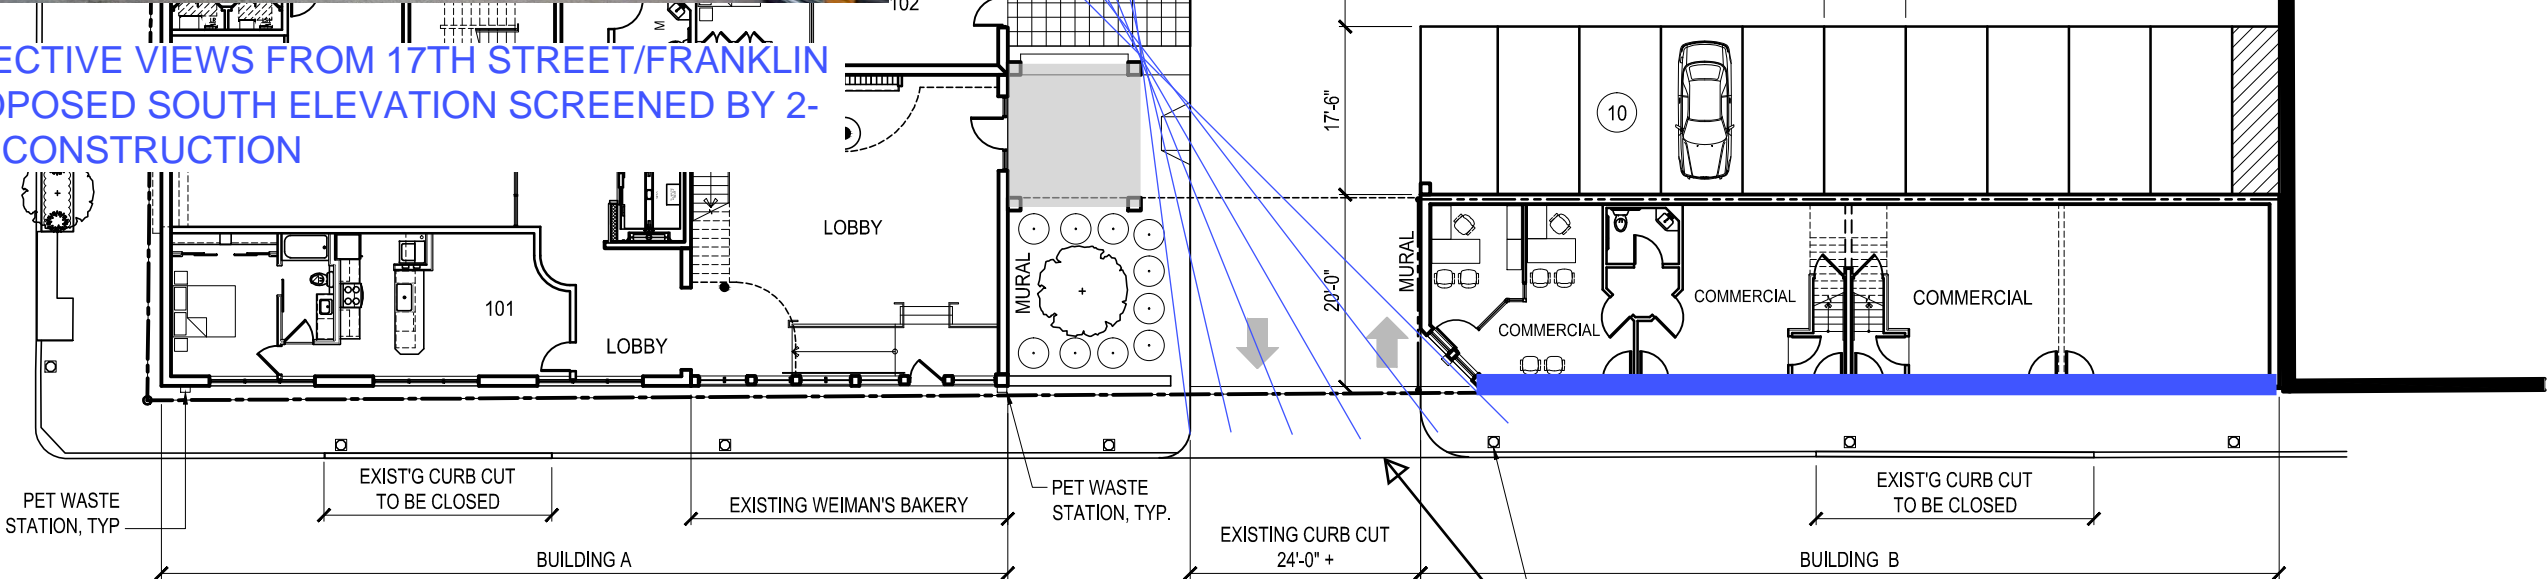 102
M
ECTIVE VIEWS FROM 17TH STREET/FRANKLIN
OPOSED SOUTH ELEVATION SCREENED BY 2-
CONSTRUCTION
17'-6"
10
LOBBY
MURAL
MURAL
20'-0"
101
LOBBY
COMMERCIAL
COMMERCIAL
COMMERCIAL
EXIST'G CURB CUT
TO BE CLOSED
PET WASTE
STATION, TYP
EXISTING WEIMAN'S BAKERY
PET WASTE
STATION, TYP.
EXISTING CURB CUT
24'-0" +
EXIST'G CURB CUT
TO BE CLOSED
BUILDING A
BUILDING B